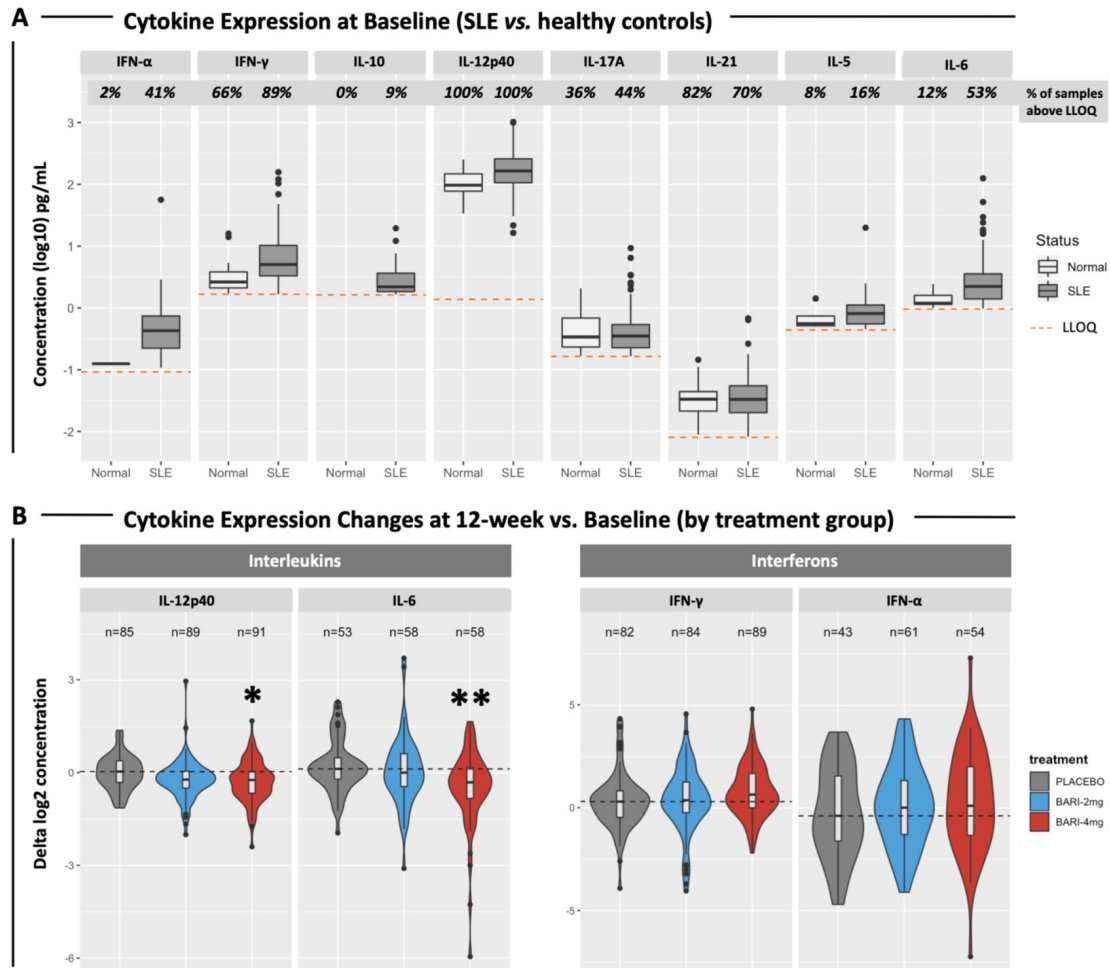 A Cytokine Expression at Baseline (SLE vs. healthy controls)
IFN-α IFN-γ IL-10 IL-12p40 IL-17A IL-21 IL-5 IL-6
2% 41% 66% 89% 0% 9% 100% 100% 36% 44% 82% 70% 8% 16% 12% 53%
% of samples
above LLOQ
Concentration (log10) pg/mL
3
2
1
0
-1
-2
Normal SLE Normal SLE Normal SLE Normal SLE Normal SLE Normal SLE Normal SLE Normal SLE
Status
Normal
SLE
LLOQ
B Cytokine Expression Changes at 12-week vs. Baseline (by treatment group)
Interleukins Interferons
IL-12p40 IL-6 IFN-γ IFN-α
n=85 n=89 n=91 n=53 n=58 n=58 n=82 n=84 n=89 n=43 n=61 n=54
* **
Delta log2 concentration
3
0
-3
-6
5
0
-5
treatment
PLACEBO
BARI-2mg
BARI-4mg